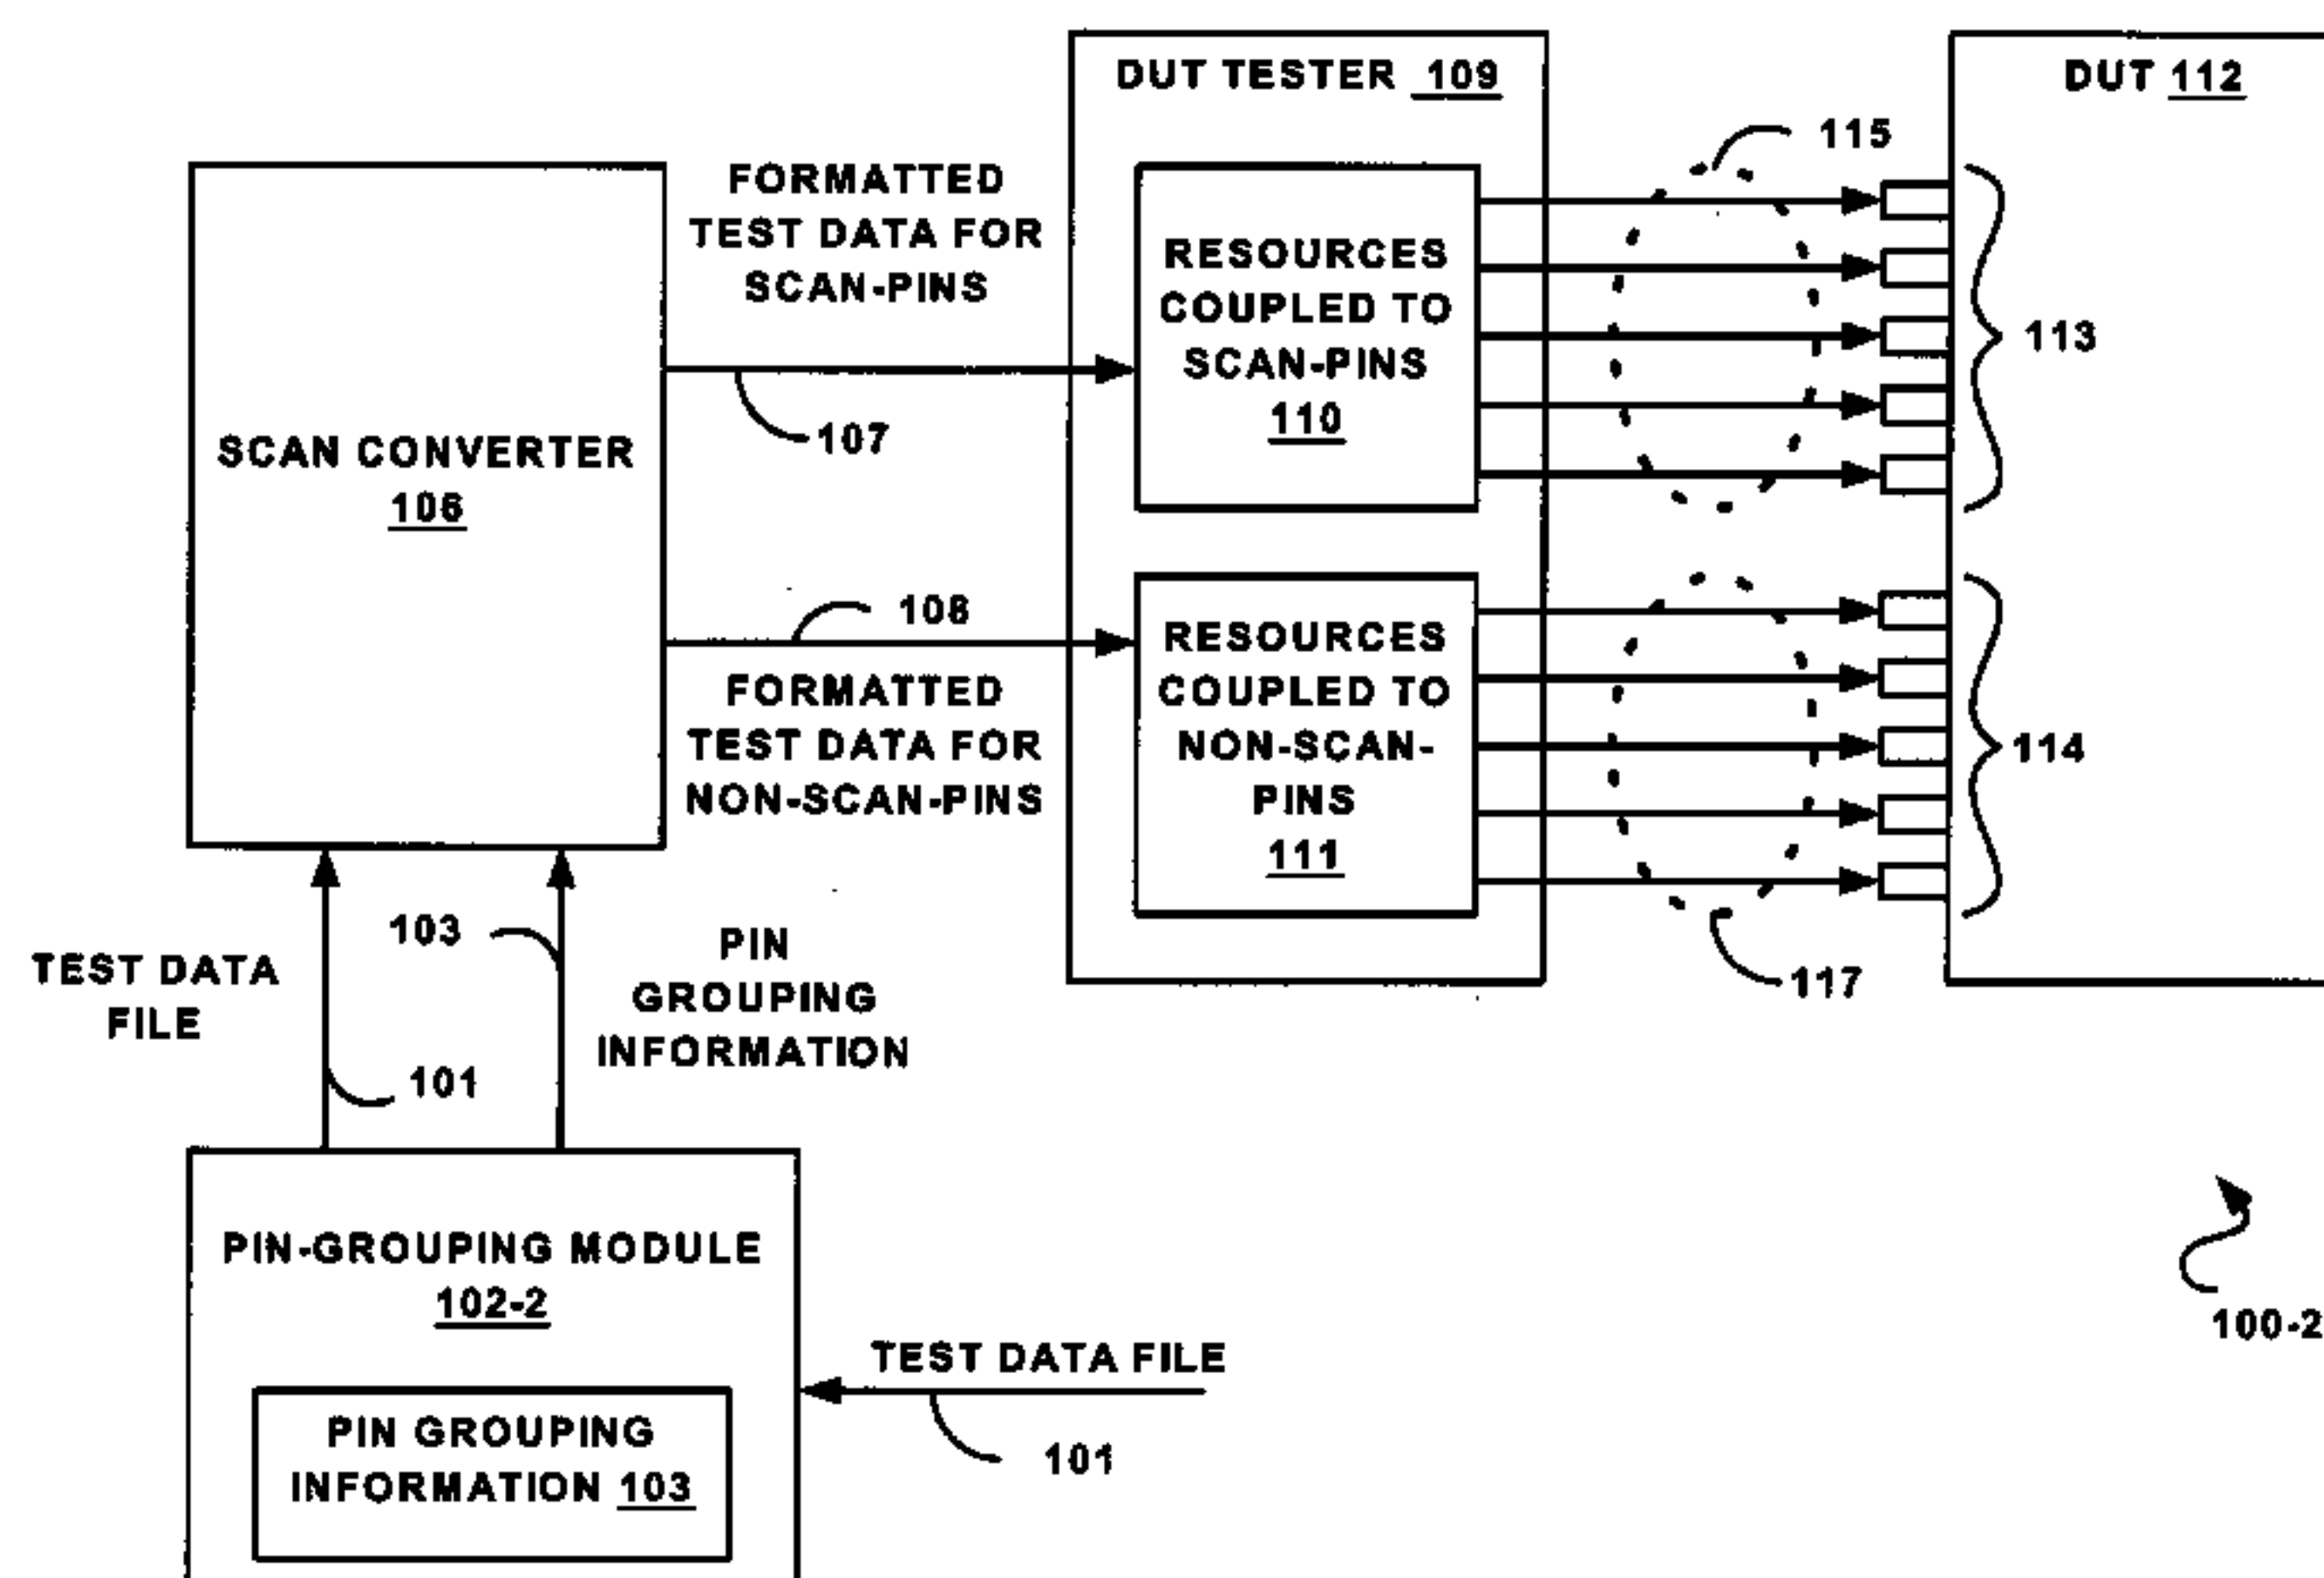 DUT TESTER 109
DUT 112
115
FORMATTED
TEST DATA FOR
SCAN-PINS
RESOURCES
COUPLED TO
SCAN-PINS
110
113
107
SCAN CONVERTER
106
108
FORMATTED
TEST DATA FOR
NON-SCAN-PINS
RESOURCES
COUPLED TO
NON-SCAN-
PINS
111
114
117
103
PIN
GROUPING
INFORMATION
TEST DATA
FILE
101
PIN-GROUPING MODULE
102-2
TEST DATA FILE
101
PIN GROUPING
INFORMATION 103
100-2